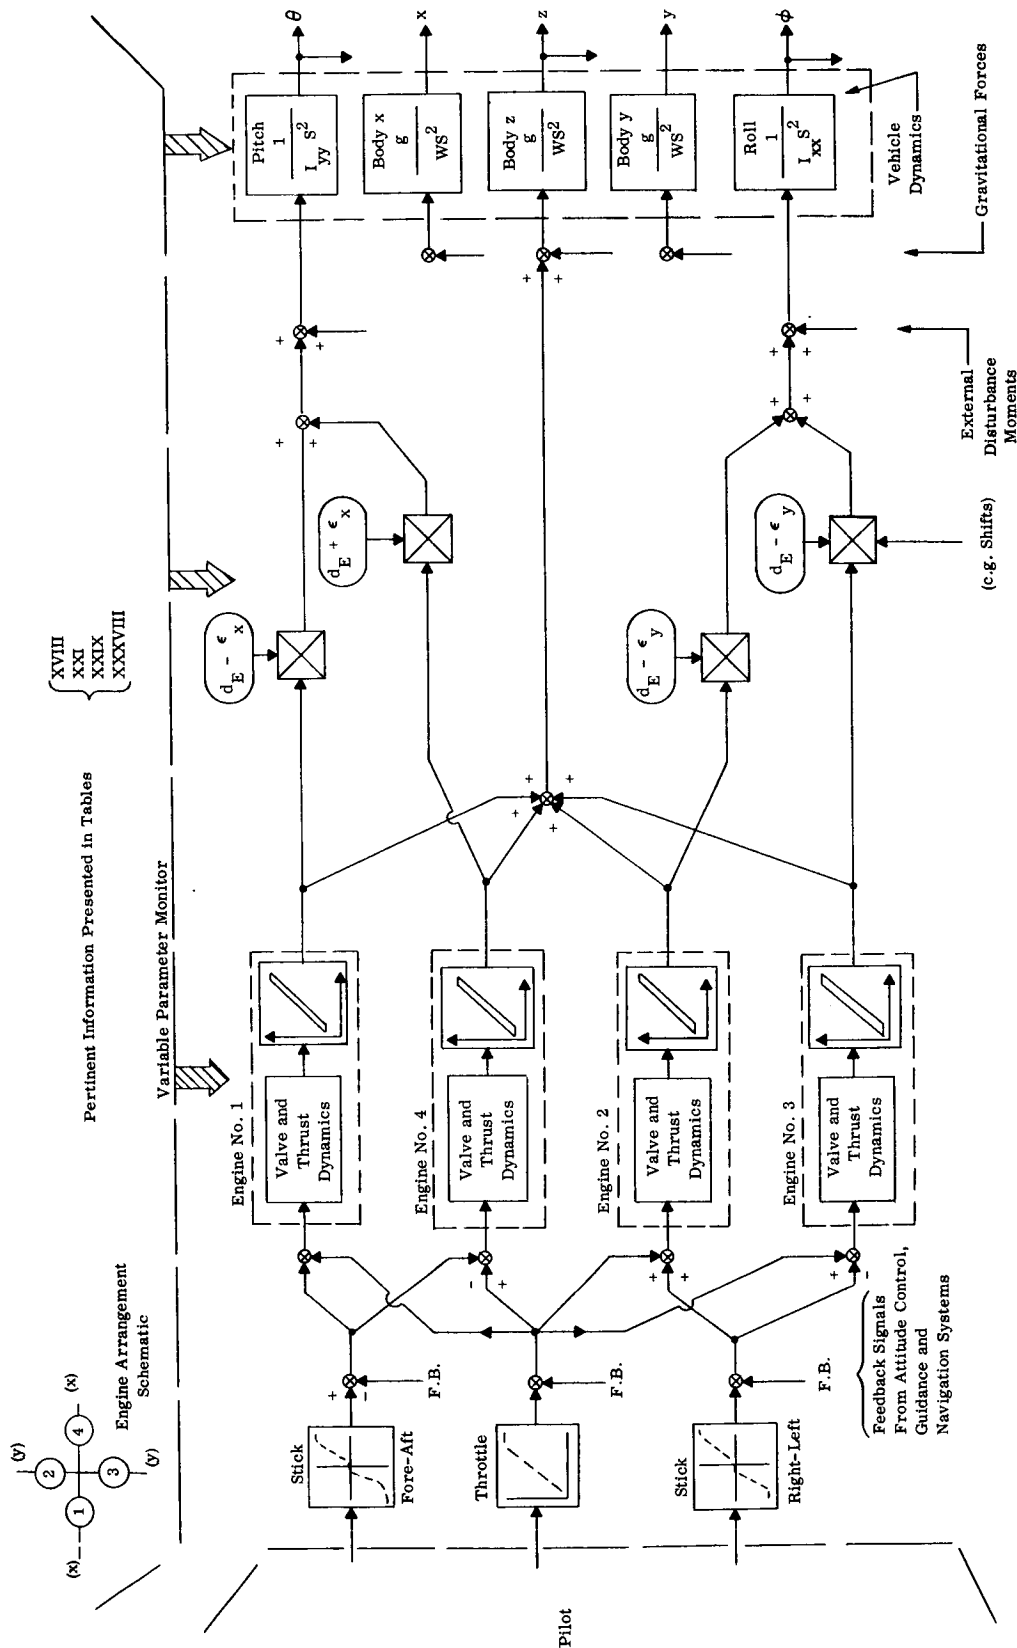 Pertinent Information Presented in Tables
XVIII
XXI
XXIX
XXXVIII
Variable Parameter Monitor
(y)
2
(x)
1
4
(x)
3
(y)
Engine Arrangement
Schematic
Pilot
Stick
Fore-Aft
+
-
F.B.
Throttle
F.B.
Stick
Right-Left
F.B.
Feedback Signals
From Attitude Control,
Guidance and
Navigation Systems
-
+
+
+
+
-
Engine No. 1
Valve and
Thrust
Dynamics
Engine No. 4
Valve and
Thrust
Dynamics
Engine No. 2
Valve and
Thrust
Dynamics
Engine No. 3
Valve and
Thrust
Dynamics
+
+
+
+
d_E - ϵ_x
d_E + ϵ_x
d_E - ϵ_y
d_E - ϵ_y
(c.g. Shifts)
+
+
+
+
+
+
+
+
+
+
External
Disturbance
Moments
Gravitational Forces
Vehicle
Dynamics
Pitch
1
I_yy S²
θ
Body x
g
WS²
x
Body z
g
WS²
z
Body y
g
WS²
y
Roll
1
I_xx S²
ϕ